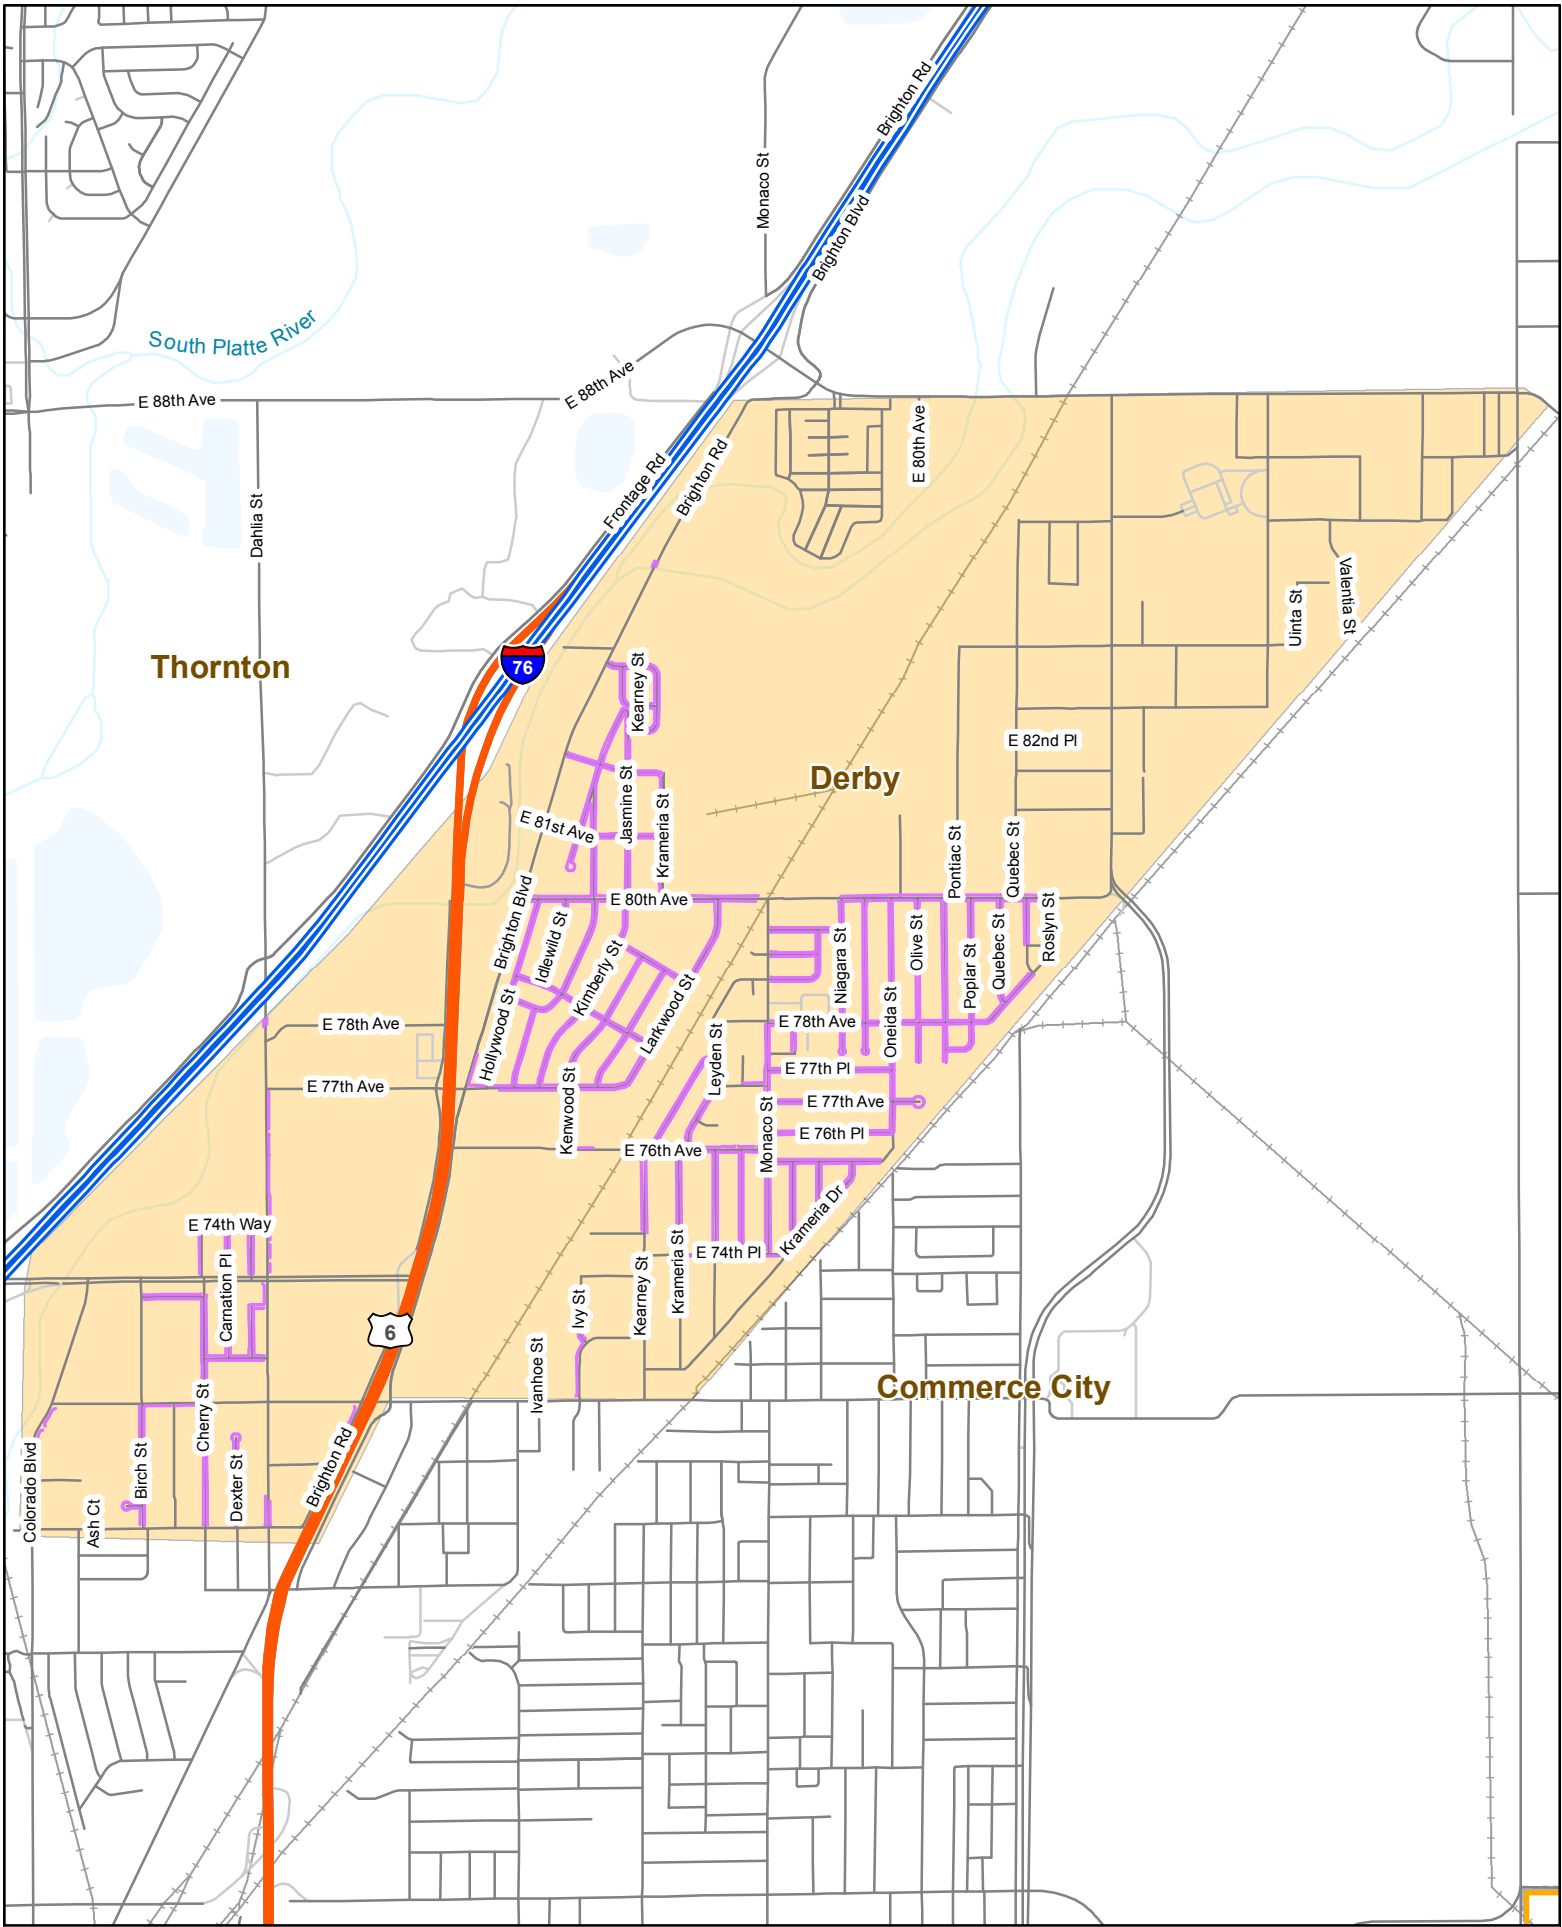 Brighton Rd
Monaco St
Brighton Blvd
South Platte River
E 88th Ave
E 88th Ave
E 80th Ave
Brighton Rd
Frontage Rd
Dahlia St
Valentia St
Uinta St
76
Thornton
Kearney St
E 82nd Pl
Derby
Jasmine St
E 81st Ave
Krameria St
Pontiac St
Quebec St
E 80th Ave
Brighton Blvd
Idlewild St
Kimberly St
Niagara St
Olive St
Poplar St
Quebec St
Roslyn St
Larkwood St
Hollywood St
E 78th Ave
E 78th Ave
Oneida St
Leyden St
E 77th Pl
E 77th Ave
E 77th Ave
Kenwood St
Monaco St
E 76th Pl
E 76th Ave
E 74th Way
Carnation Pl
Krameria Dr
E 74th Pl
Krameria St
Kearney St
Ivy St
6
Ivanhoe St
Commerce City
Cherry St
Birch St
Dexter St
Brighton Rd
Colorado Blvd
Ash Ct